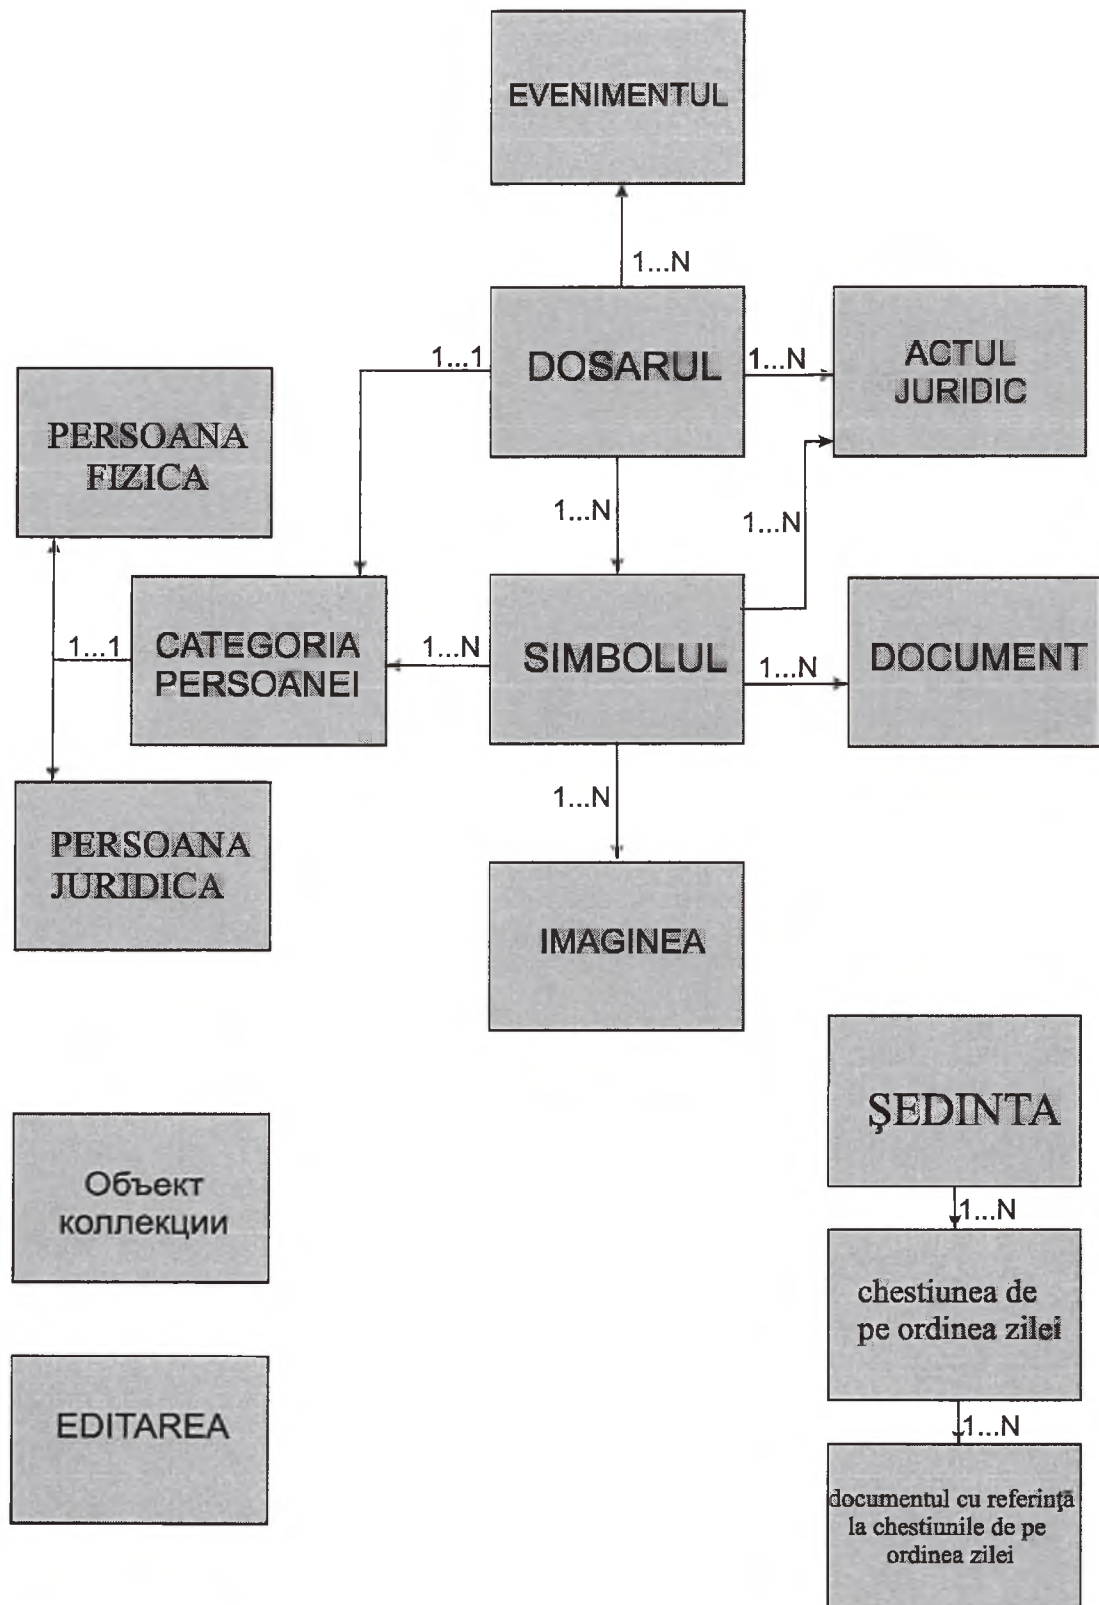 EVENIMENTUL
1...N
1...1
DOSARUL
1...N
ACTUL
JURIDIC
PERSOANA
FIZICA
1...N
1...N
1...1
CATEGORIA
PERSOANEI
1...N
SIMBOLUL
1...N
DOCUMENT
PERSOANA
JURIDICA
1...N
IMAGINEA
ŞEDINTA
Объект
коллекции
1...N
chestiunea de
pe ordinea zilei
EDITAREA
1...N
documentul cu referinţă
la chestiunile de pe
ordinea zilei